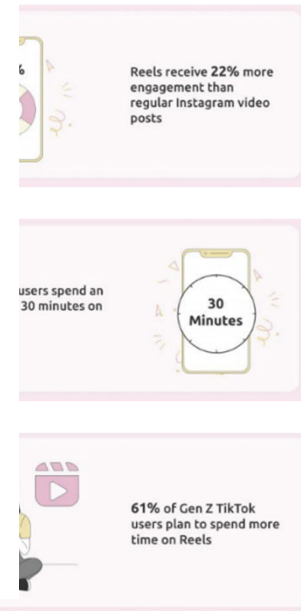 %
Reels receive 22% more
engagement than
regular Instagram video
posts
users spend an
30 minutes on
30
Minutes
61% of Gen Z TikTok
users plan to spend more
time on Reels